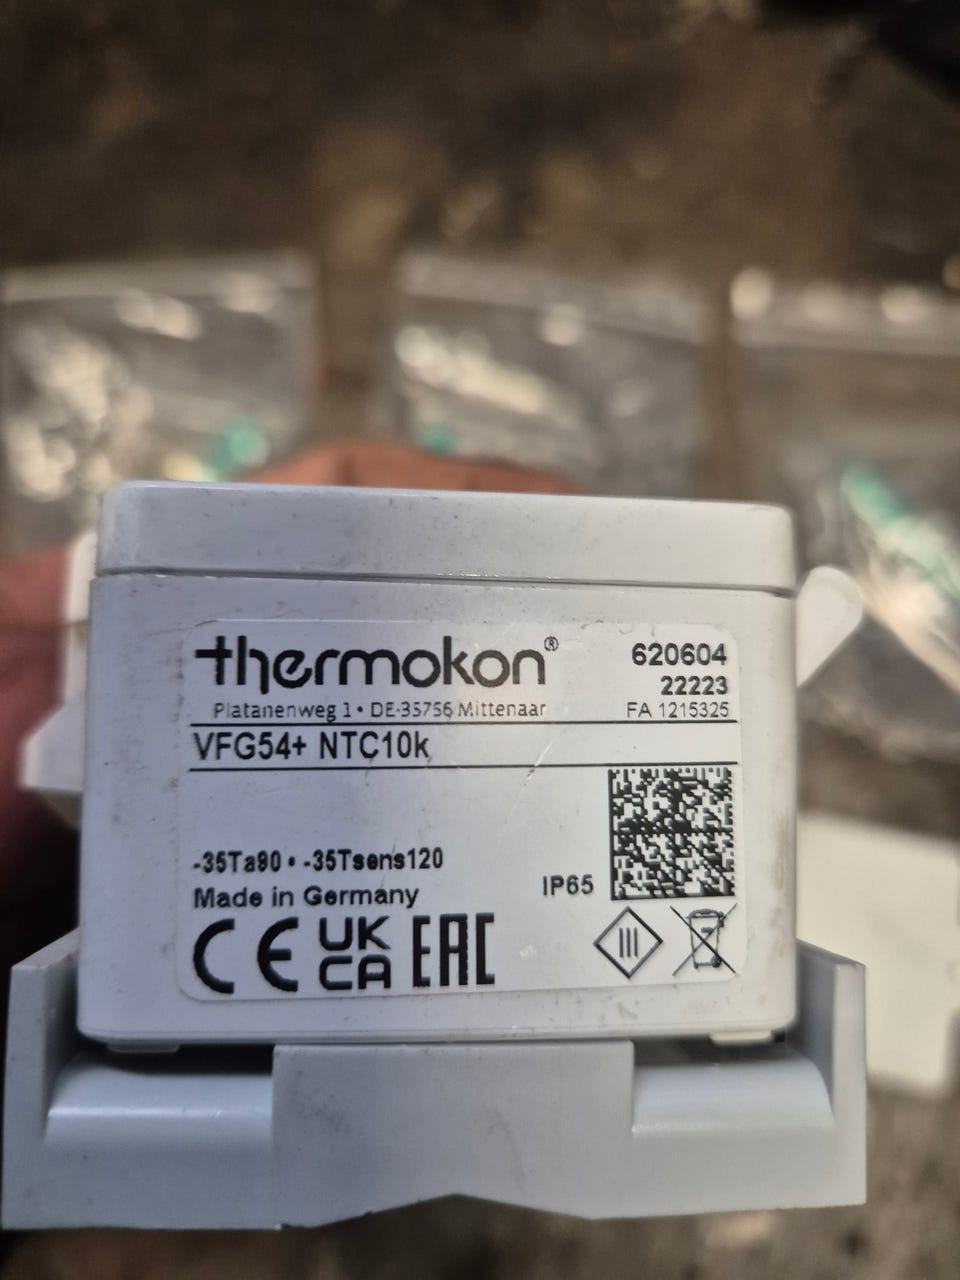 thermokon®
620604
22223
Platanenweg 1 • DE-35756 Mittenaar
FA 1215325
VFG54+ NTC10k
-35Ta90 • -35Tsens120
Made in Germany
IP65
CE UK CA EAC
III